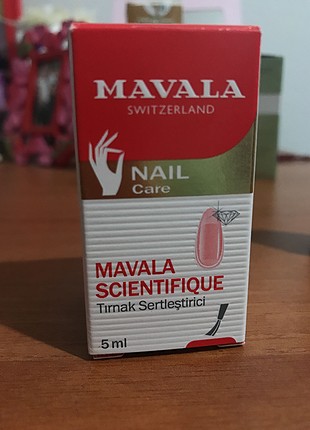 MAVALA
SWITZERLAND
NAIL
Care
MAVALA
SCIENTIFIQUE
Tırnak Sertleştirici
5 ml